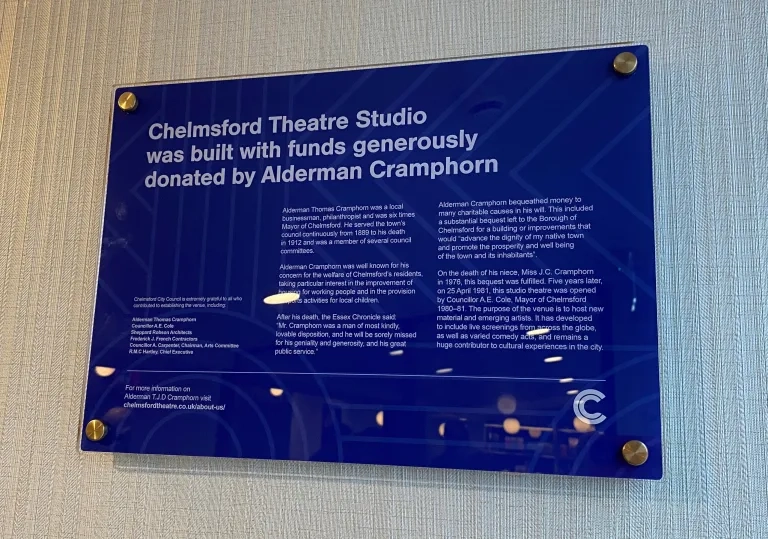 Chelmsford Theatre Studio
was built with funds generously
donated by Alderman Cramphorn
Alderman Thomas Cramphorn was a local
businessman, philanthropist and was six times
Mayor of Chelmsford. He served the town's
council continuously from 1889 to his death
in 1912 and was a member of several council
committees.
Alderman Cramphorn was well known for his
concern for the welfare of Chelmsford's residents,
taking particular interest in the improvement of
for working people and in the provision
activities for local children.
After his death, the Essex Chronicle said:
"Mr. Cramphorn was a man of most kindly,
lovable disposition, and he will be sorely missed
for his geniality and generosity, and his great
public service."
Alderman Cramphorn bequeathed money to
many charitable causes in his will. This included
a substantial bequest left to the Borough of
Chelmsford for a building or improvements that
would "advance the dignity of my native town
and promote the prosperity and well being
of the town and its inhabitants".
On the death of his niece, Miss J.C. Cramphorn
in 1976, this bequest was fulfilled. Five years later,
on 25 April 1981, this studio theatre was opened
by Councillor A.E. Cole, Mayor of Chelmsford
1980–81. The purpose of the venue is to host new
material and emerging artists. It has developed
to include live screenings from across the globe,
as well as varied comedy acts, and remains a
huge contributor to cultural experiences in the city.
Chelmsford City Council is extremely grateful to all who
contributed to establishing the venue, including:
Alderman Thomas Cramphorn
Councillor A.E. Cole
Sheppard Robson Architects
Frederick J. French Contractors
Councillor A. Carpenter, Chairman, Arts Committee
R.M.C Hartley, Chief Executive
For more information on
Alderman T.J.D Cramphorn visit
chelmsfordtheatre.co.uk/about-us/